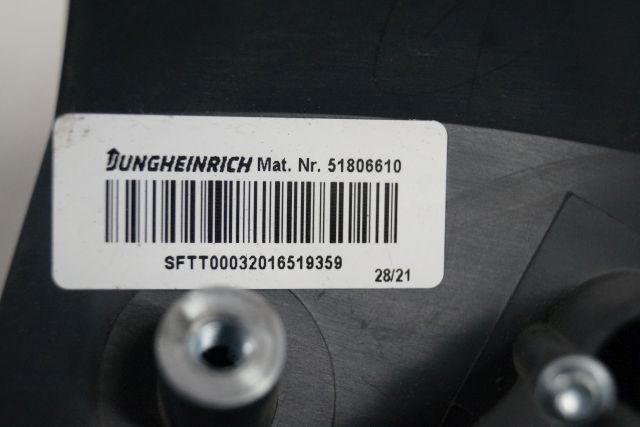 JUNGHEINRICH Mat. Nr. 51806610
SFTT00032016519359
28/21